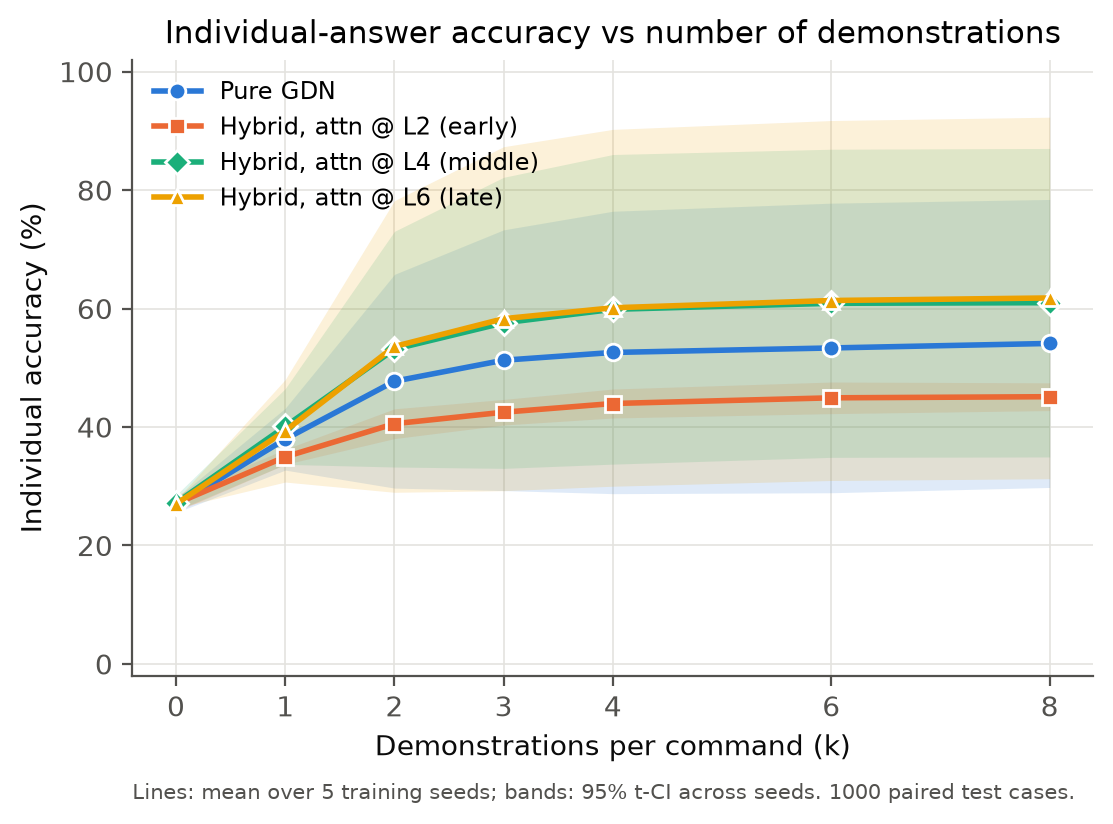 Individual-answer accuracy vs number of demonstrations
Pure GDN
Hybrid, attn @ L2 (early)
Hybrid, attn @ L4 (middle)
Hybrid, attn @ L6 (late)
Individual accuracy (%)
100
80
60
40
20
0
0 1 2 3 4 6 8
Demonstrations per command (k)
Lines: mean over 5 training seeds; bands: 95% t-CI across seeds. 1000 paired test cases.